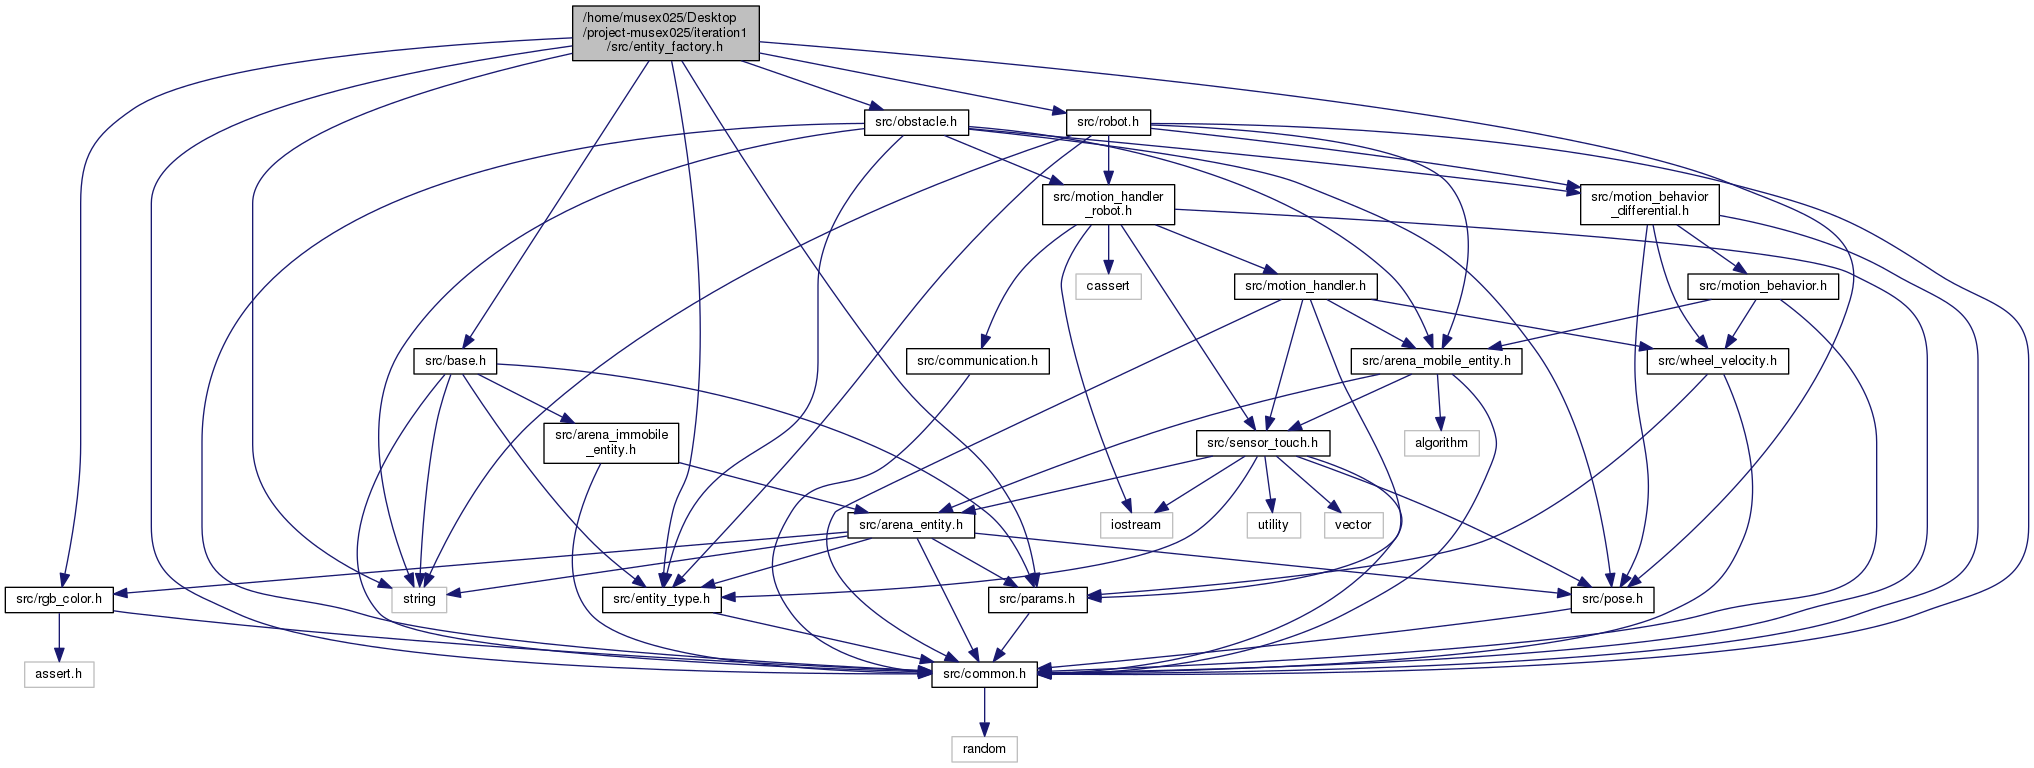 /home/musex025/Desktop
/project-musex025/iteration1
/src/entity_factory.h
src/obstacle.h
src/robot.h
src/motion_handler
_robot.h
src/motion_behavior
_differential.h
cassert
src/motion_handler.h
src/motion_behavior.h
src/base.h
src/communication.h
src/arena_mobile_entity.h
src/wheel_velocity.h
src/arena_immobile
_entity.h
src/sensor_touch.h
algorithm
src/arena_entity.h
iostream
utility
vector
src/rgb_color.h
string
src/entity_type.h
src/params.h
src/pose.h
assert.h
src/common.h
random